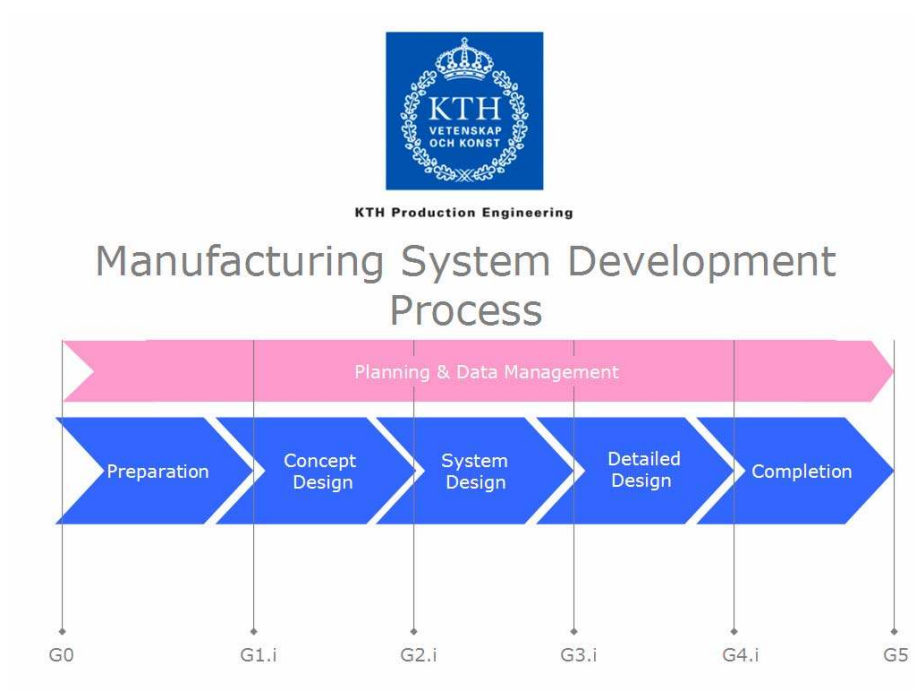 KTH
VETENSKAP
OCH KONST
KTH Production Engineering
Manufacturing System Development
Process
Planning & Data Management
Preparation
Concept
Design
System
Design
Detailed
Design
Completion
G0 G1.i G2.i G3.i G4.i G5